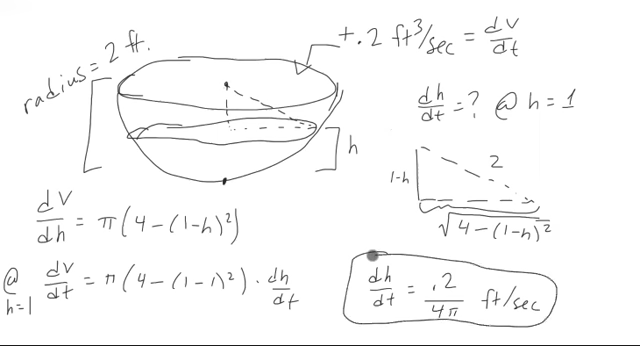 radius = 2 ft.
+.2 ft³/sec = dV/dt
dh/dt = ? @ h = 1
h
1-h
2
√4-(1-h)²
dV/dh = π(4-(1-h)²)
@ h=1 dV/dt = π(4-(1-1)²) · dh/dt
dh/dt = .2/4π ft/sec